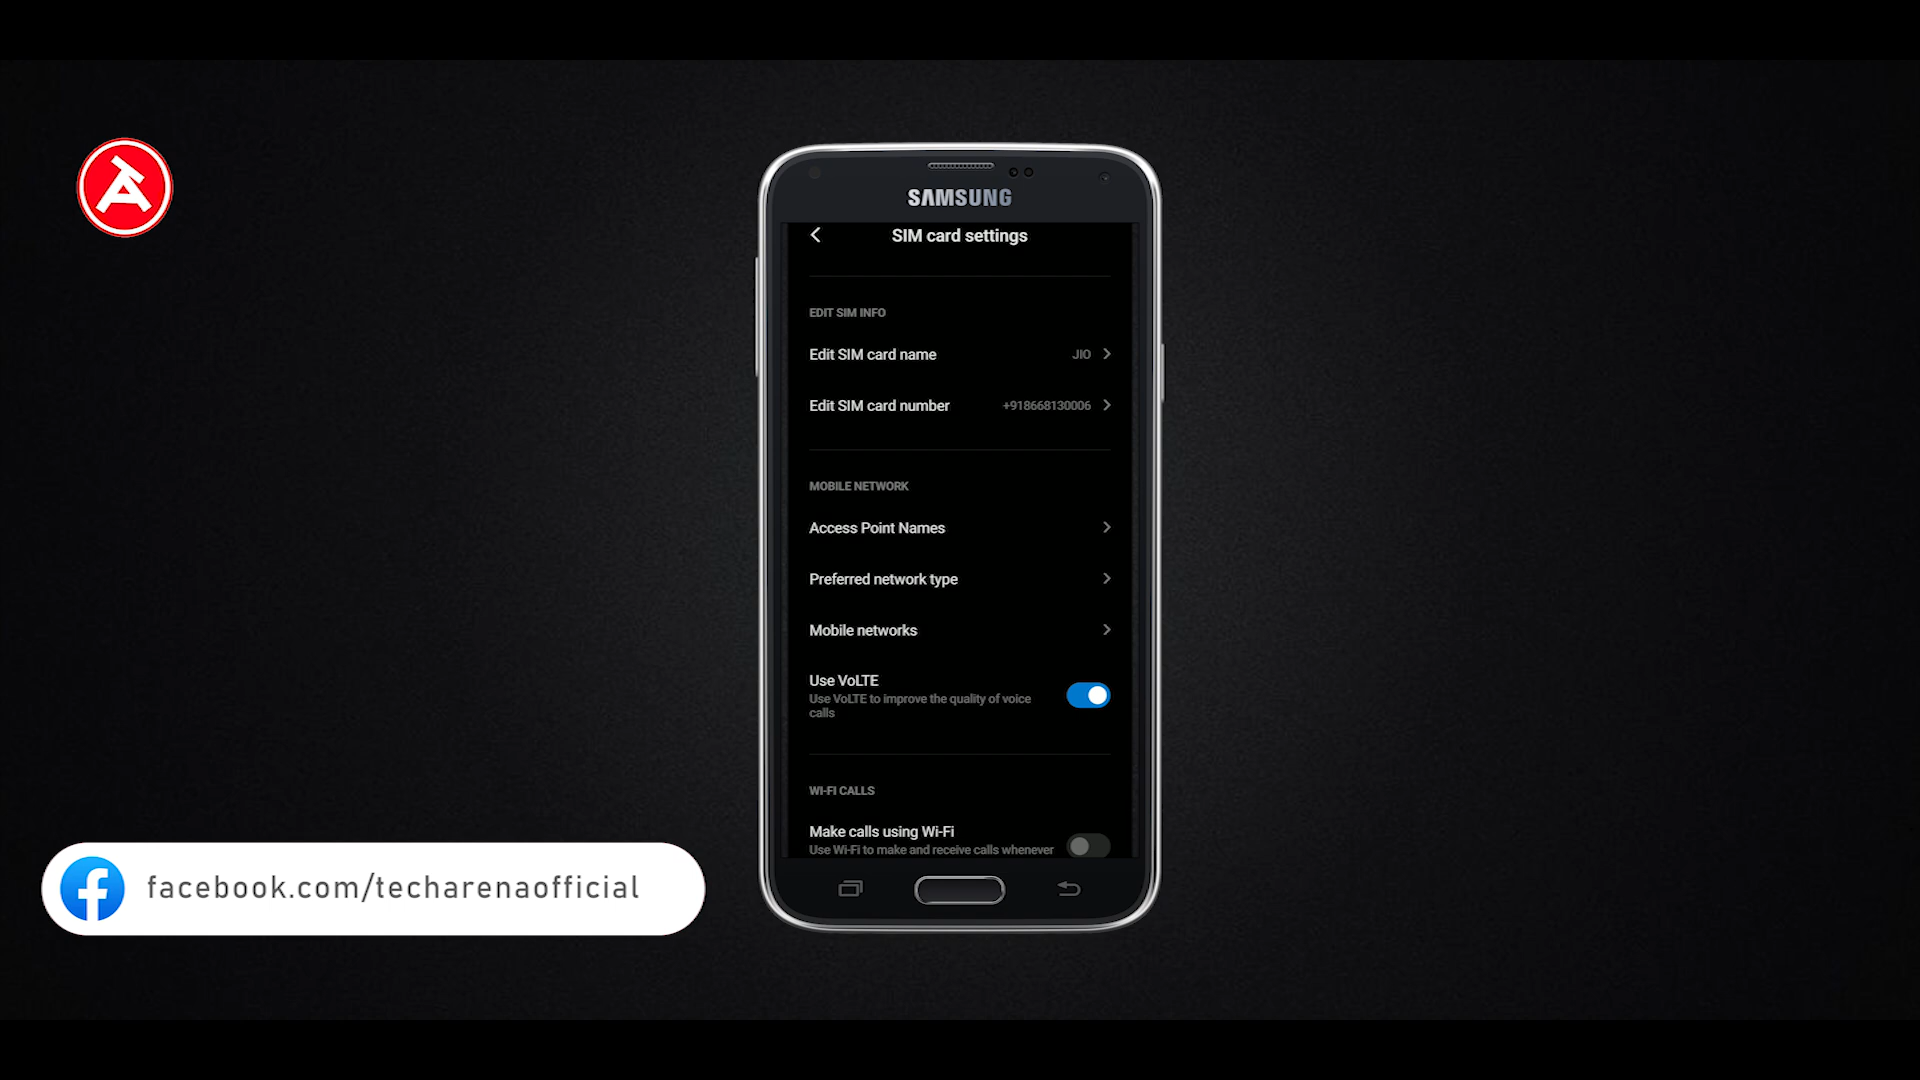 SAMSUNG
SIM card settings
EDIT SIM INFO
Edit SIM card name JIO
Edit SIM card number +918668130006
MOBILE NETWORK
Access Point Names
Preferred network type
Mobile networks
Use VoLTE
Use VoLTE to improve the quality of voice
calls
WI-FI CALLS
Make calls using Wi-Fi
Use Wi-Fi to make and receive calls whenever
facebook.com/techarenaofficial